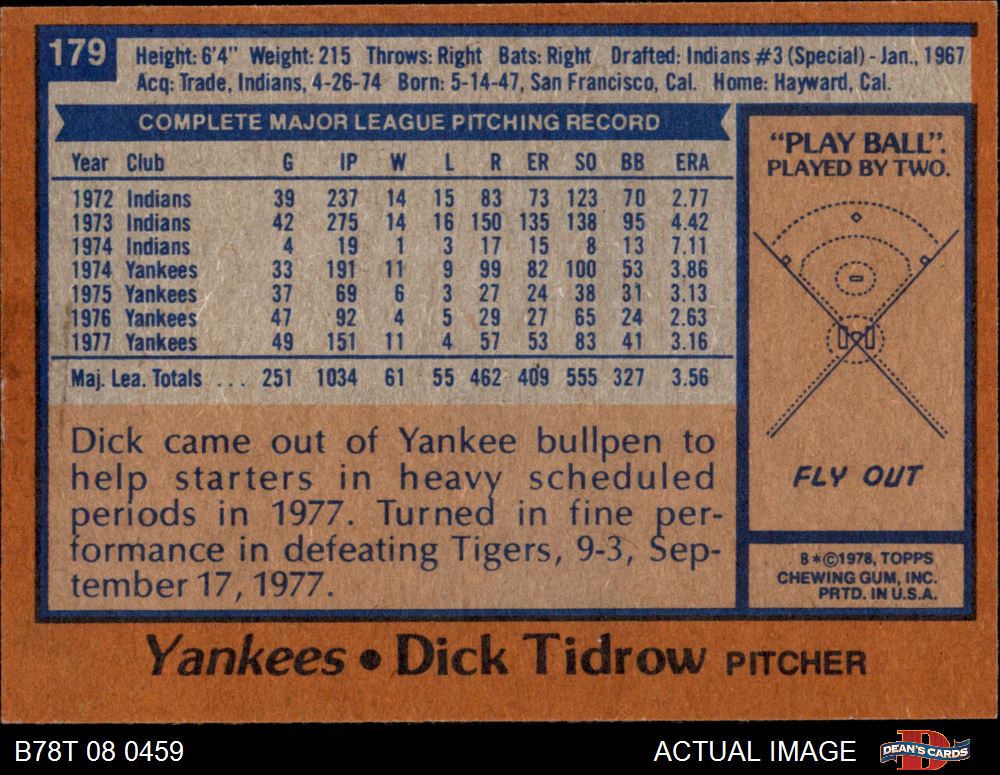 179
Height: 6'4" Weight: 215 Throws: Right Bats: Right Drafted: Indians #3 (Special) - Jan., 1967
Acq: Trade, Indians, 4-26-74 Born: 5-14-47, San Francisco, Cal. Home: Hayward, Cal.
COMPLETE MAJOR LEAGUE PITCHING RECORD
Year Club G IP W L R ER SO BB ERA
1972 Indians 39 237 14 15 83 73 123 70 2.77
1973 Indians 42 275 14 16 150 135 138 95 4.42
1974 Indians 4 19 1 3 17 15 8 13 7.11
1974 Yankees 33 191 11 9 99 82 100 53 3.86
1975 Yankees 37 69 6 3 27 24 38 31 3.13
1976 Yankees 47 92 4 5 29 27 65 24 2.63
1977 Yankees 49 151 11 4 57 53 83 41 3.16
Maj. Lea. Totals ... 251 1034 61 55 462 409 555 327 3.56
Dick came out of Yankee bullpen to
help starters in heavy scheduled
periods in 1977. Turned in fine per-
formance in defeating Tigers, 9-3, Sep-
tember 17, 1977.
"PLAY BALL".
PLAYED BY TWO.
FLY OUT
8*©1978, TOPPS
CHEWING GUM, INC.
PRTD. IN U.S.A.
Yankees • Dick Tidrow PITCHER
B78T 08 0459
ACTUAL IMAGE
DEAN'S CARDS